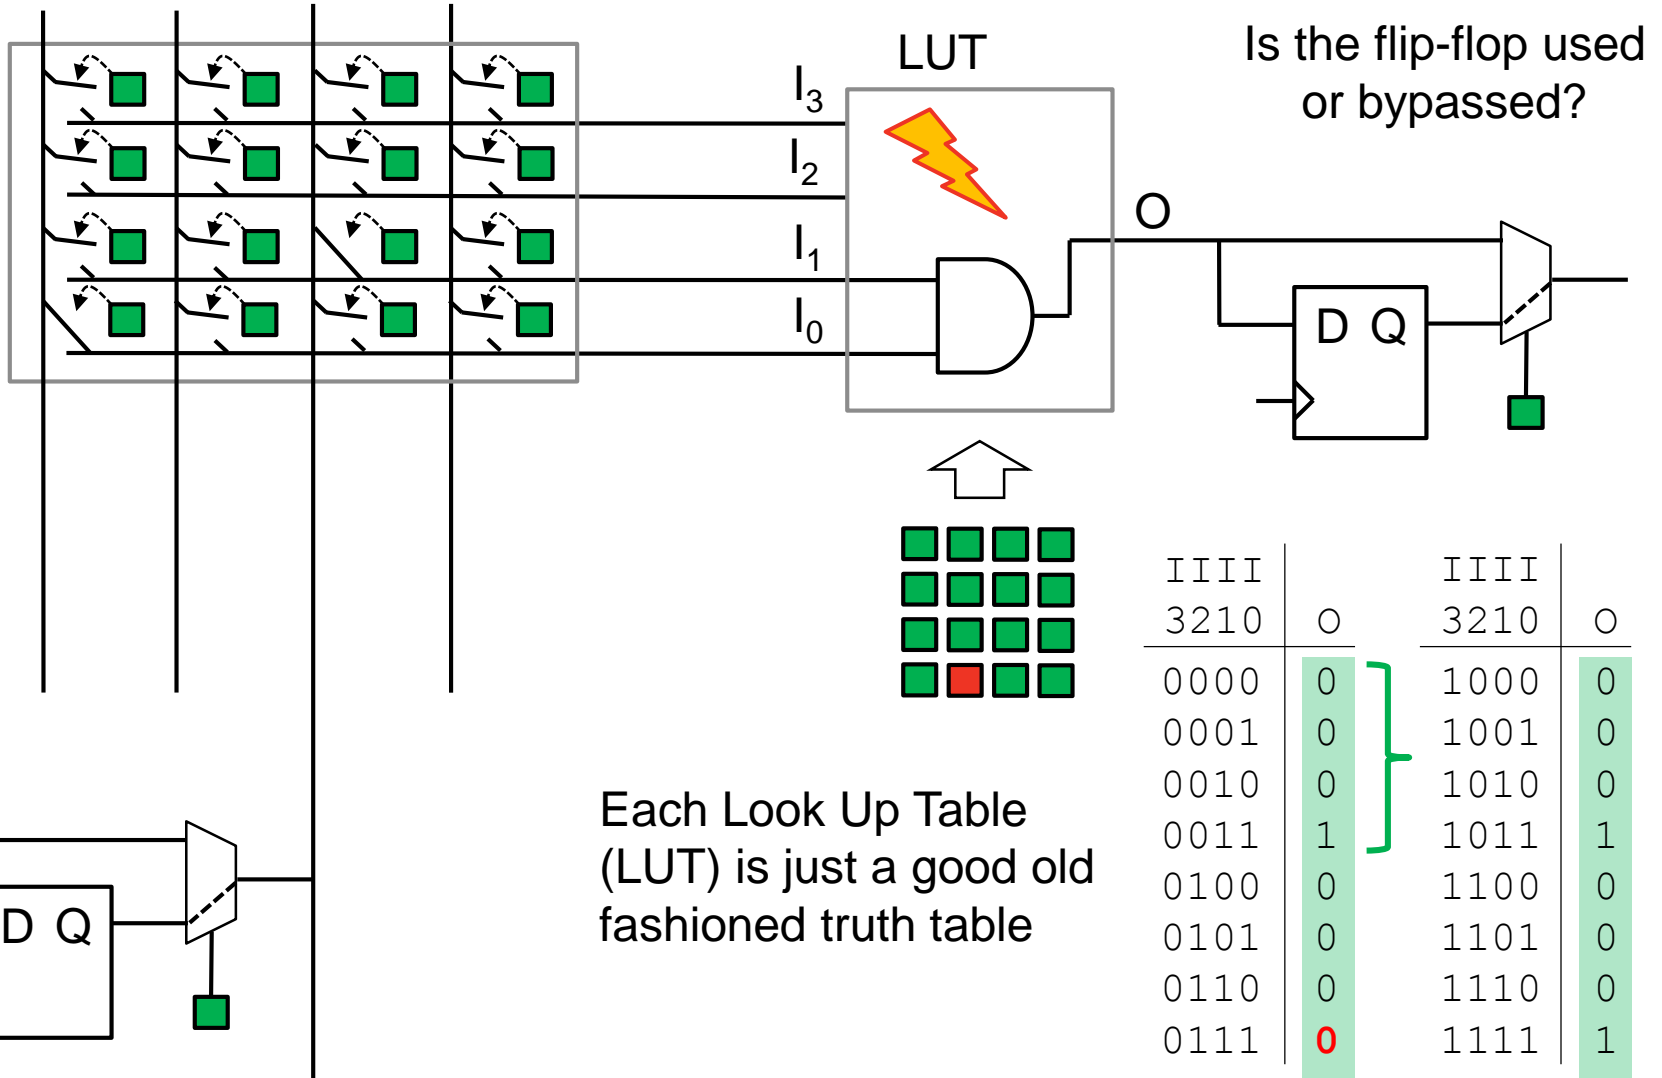 LUT
Is the flip-flop used
or bypassed?
I3
I2
I1
I0
O
D Q
IIII
3210 O
0000 0
0001 0
0010 0
0011 1
0100 0
0101 0
0110 0
0111 0
IIII
3210 O
1000 0
1001 0
1010 0
1011 1
1100 0
1101 0
1110 0
1111 1
Each Look Up Table
(LUT) is just a good old
fashioned truth table
D Q